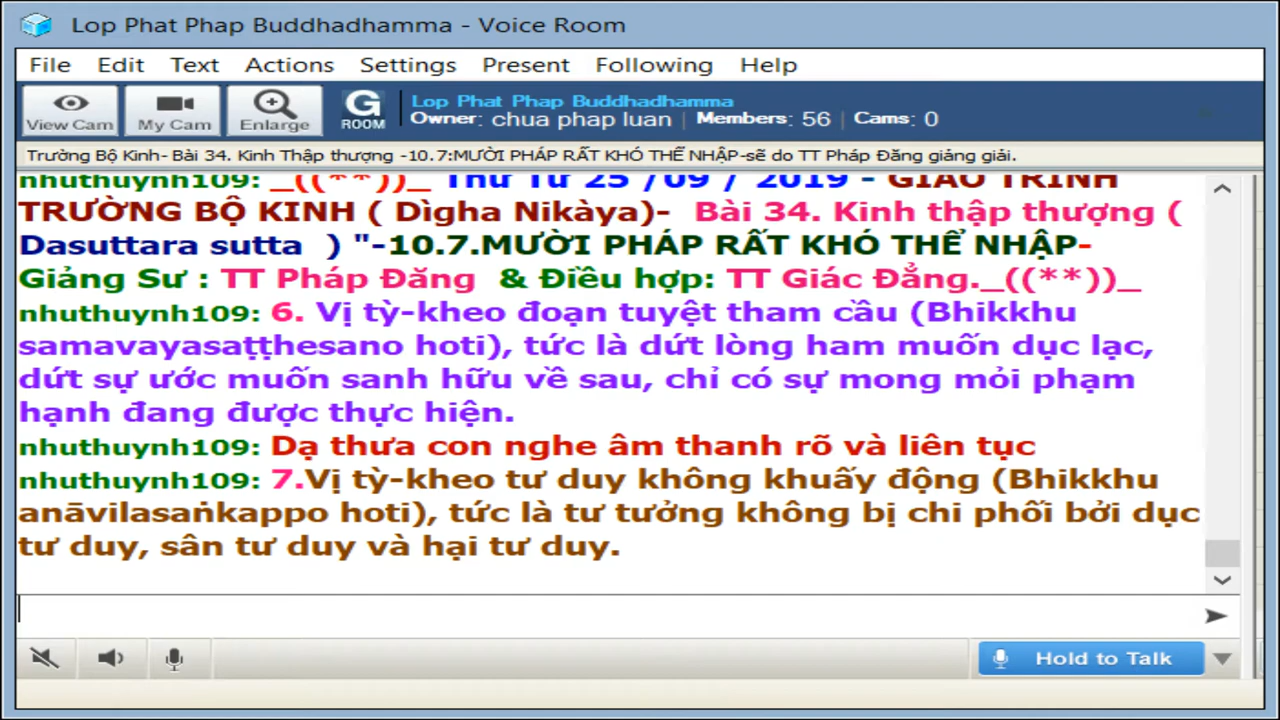 Lop Phat Phap Buddhadhamma - Voice Room
File Edit Text Actions Settings Present Following Help
View Cam My Cam Enlarge G ROOM
Lop Phat Phap Buddhadhamma
Owner: chua phap luan | Members: 56 | Cams: 0
Trường Bộ Kinh- Bài 34. Kinh Thập thượng -10.7:MƯỜI PHÁP RẤT KHÓ THỂ NHẬP-sẽ do TT Pháp Đăng giảng giải.
nhuthuynh109: _((**))_ Thứ Tư 25 /09 / 2019 - GIÁO TRÌNH
TRƯỜNG BỘ KINH ( Dìgha Nikàya)- Bài 34. Kinh thập thượng (
Dasuttara sutta ) "-10.7.MƯỜI PHÁP RẤT KHÓ THỂ NHẬP-
Giảng Sư : TT Pháp Đăng & Điều hợp: TT Giác Đẳng._((**))_
nhuthuynh109: 6. Vị tỳ-kheo đoạn tuyệt tham cầu (Bhikkhu
samavayasaṭṭhesano hoti), tức là dứt lòng ham muốn dục lạc,
dứt sự ước muốn sanh hữu về sau, chỉ có sự mong mỏi phạm
hạnh đang được thực hiện.
nhuthuynh109: Dạ thưa con nghe âm thanh rõ và liên tục
nhuthuynh109: 7.Vị tỳ-kheo tư duy không khuấy động (Bhikkhu
anāvilasaṅkappo hoti), tức là tư tưởng không bị chi phối bởi dục
tư duy, sân tư duy và hại tư duy.
Hold to Talk